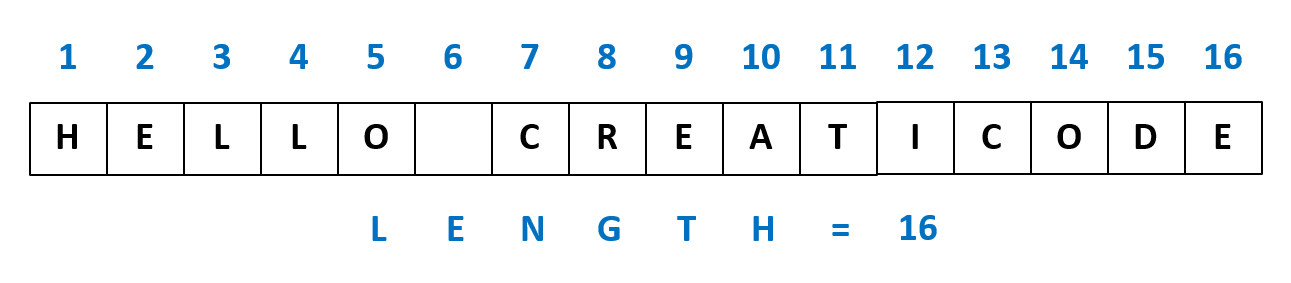 1 2 3 4 5 6 7 8 9 10 11 12 13 14 15 16
H E L L O   C R E A T I C O D E
L E N G T H = 16